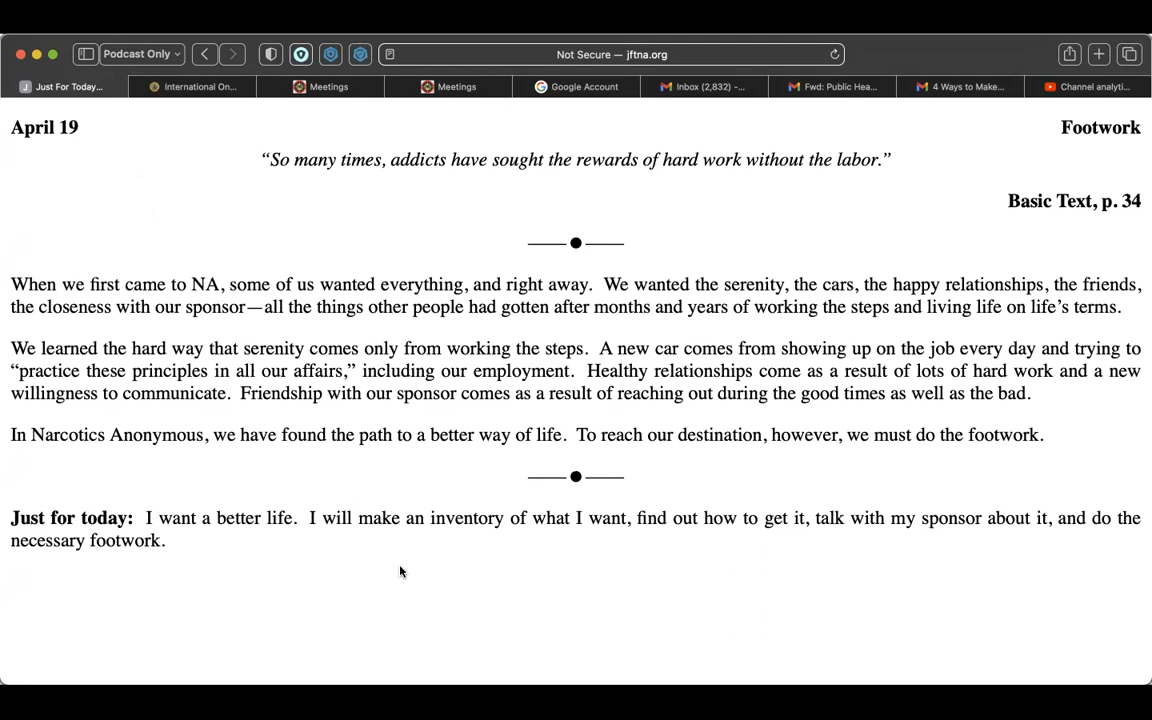 Podcast Only
Not Secure — jftna.org
Just For Today...
International On...
Meetings
Meetings
Google Account
Inbox (2,832) -...
Fwd: Public Hea...
4 Ways to Make...
Channel analyti...
April 19
Footwork
“So many times, addicts have sought the rewards of hard work without the labor.”
Basic Text, p. 34
When we first came to NA, some of us wanted everything, and right away. We wanted the serenity, the cars, the happy relationships, the friends,
the closeness with our sponsor—all the things other people had gotten after months and years of working the steps and living life on life’s terms.
We learned the hard way that serenity comes only from working the steps. A new car comes from showing up on the job every day and trying to
“practice these principles in all our affairs,” including our employment. Healthy relationships come as a result of lots of hard work and a new
willingness to communicate. Friendship with our sponsor comes as a result of reaching out during the good times as well as the bad.
In Narcotics Anonymous, we have found the path to a better way of life. To reach our destination, however, we must do the footwork.
Just for today: I want a better life. I will make an inventory of what I want, find out how to get it, talk with my sponsor about it, and do the
necessary footwork.